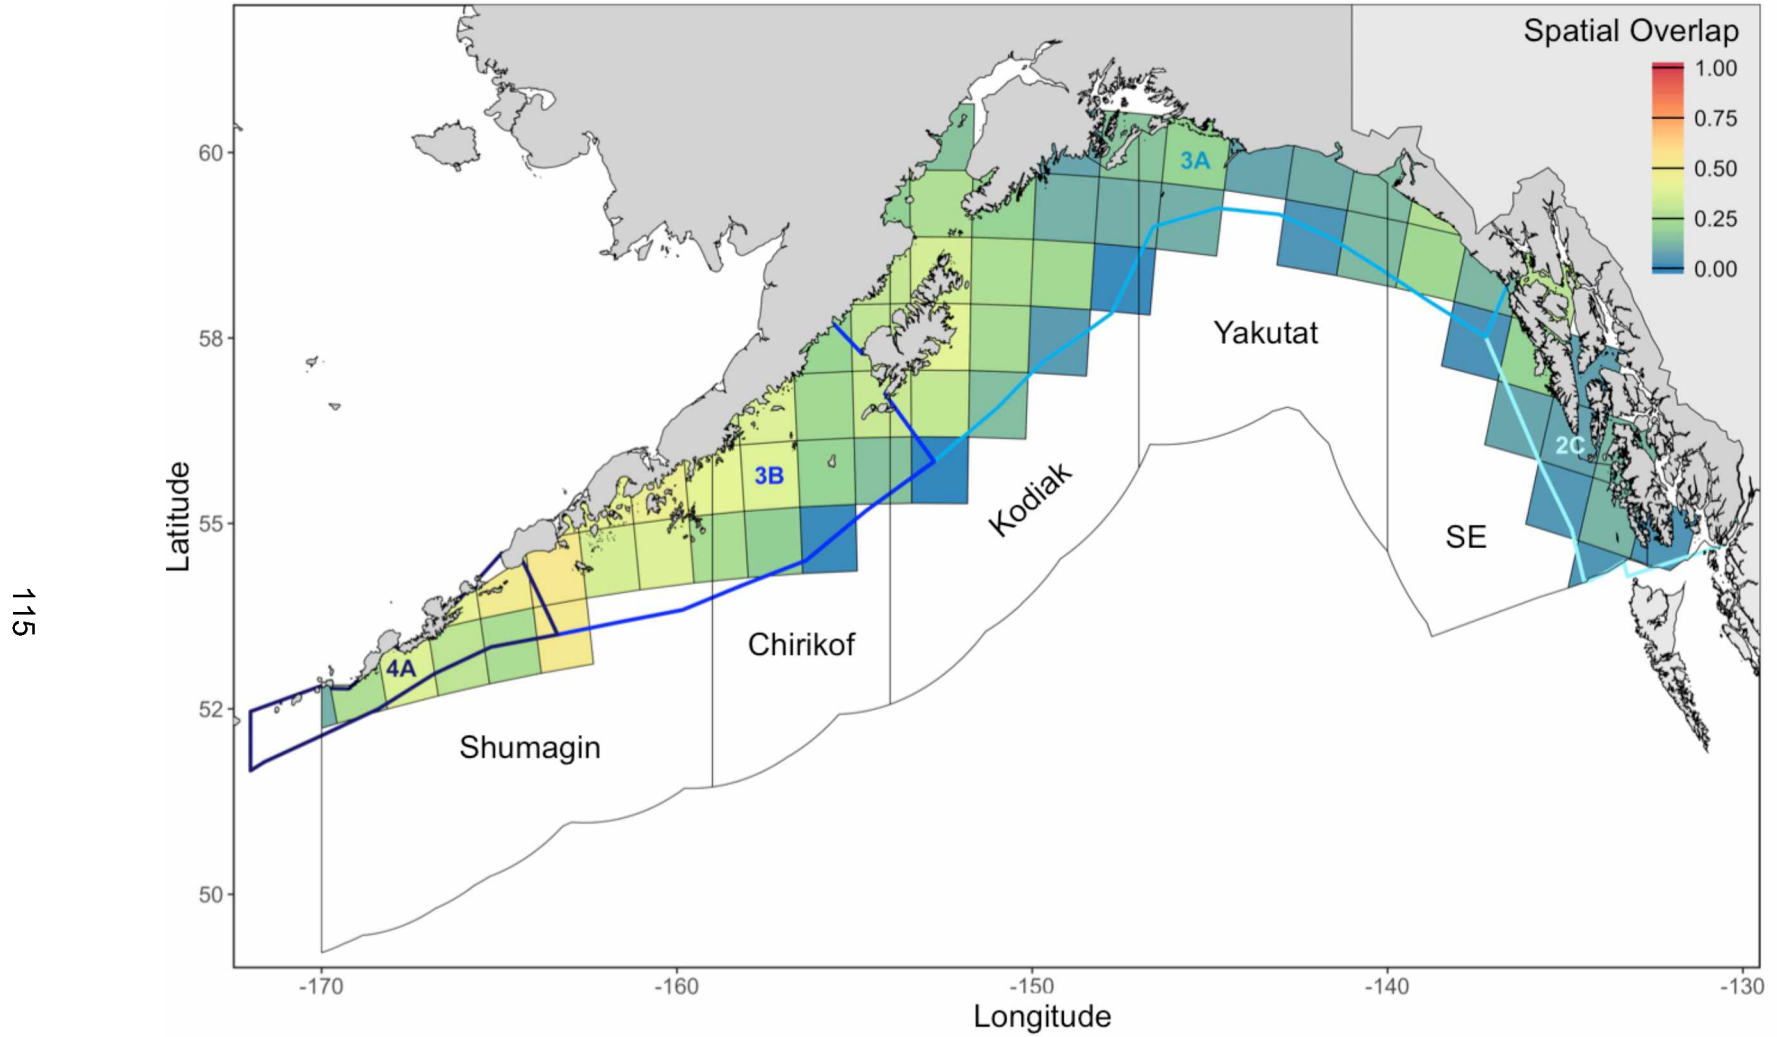 Spatial Overlap
1.00
0.75
0.50
0.25
0.00
60
58
55
52
50
Latitude
3A
Yakutat
2C
3B
Kodiak
SE
Chirikof
4A
Shumagin
-170
-160
-150
-140
-130
Longitude
115